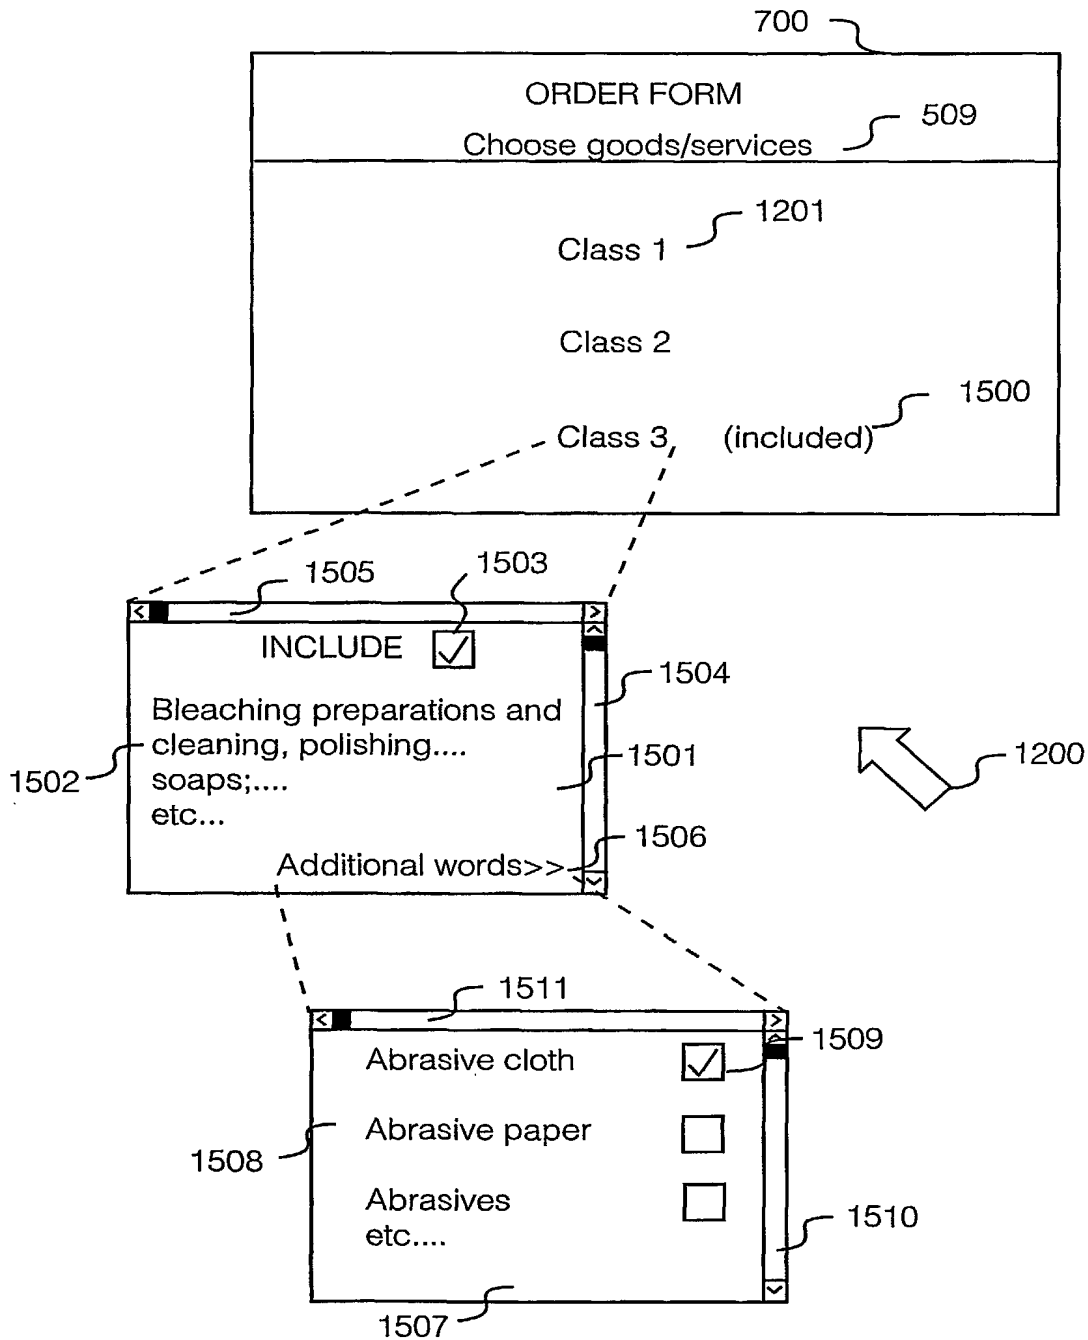 700
ORDER FORM
509
Choose goods/services
1201
Class 1
Class 2
1500
Class 3 (included)
1503
1505
INCLUDE
1504
Bleaching preparations and
cleaning, polishing....
1502
1501
1200
soaps;....
etc...
1506
Additional words>>
1511
1509
Abrasive cloth
Abrasive paper
1508
Abrasives
1510
etc....
1507